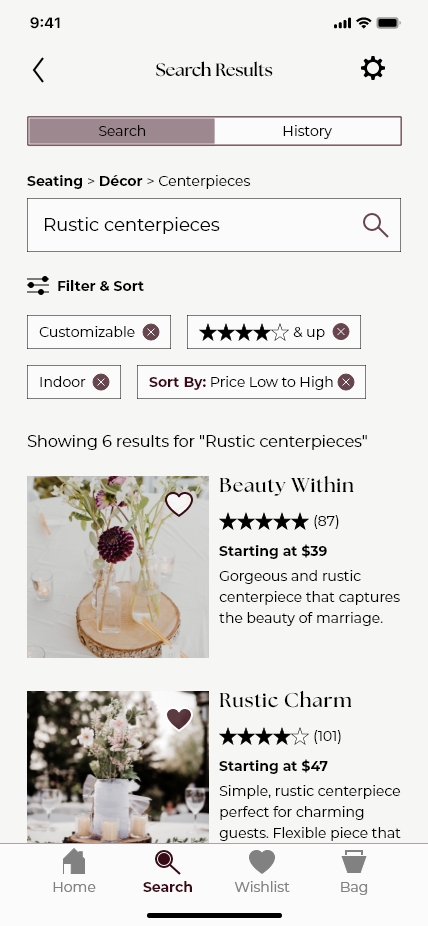 9:41
Search Results
Search
History
Seating > Décor > Centerpieces
Rustic centerpieces
Filter & Sort
Customizable
& up
Indoor
Sort By: Price Low to High
Showing 6 results for "Rustic centerpieces"
Beauty Within
(87)
Starting at $39
Gorgeous and rustic
centerpiece that captures
the beauty of marriage.
Rustic Charm
(101)
Starting at $47
Simple, rustic centerpiece
perfect for charming
guests. Flexible piece that
Home
Search
Wishlist
Bag